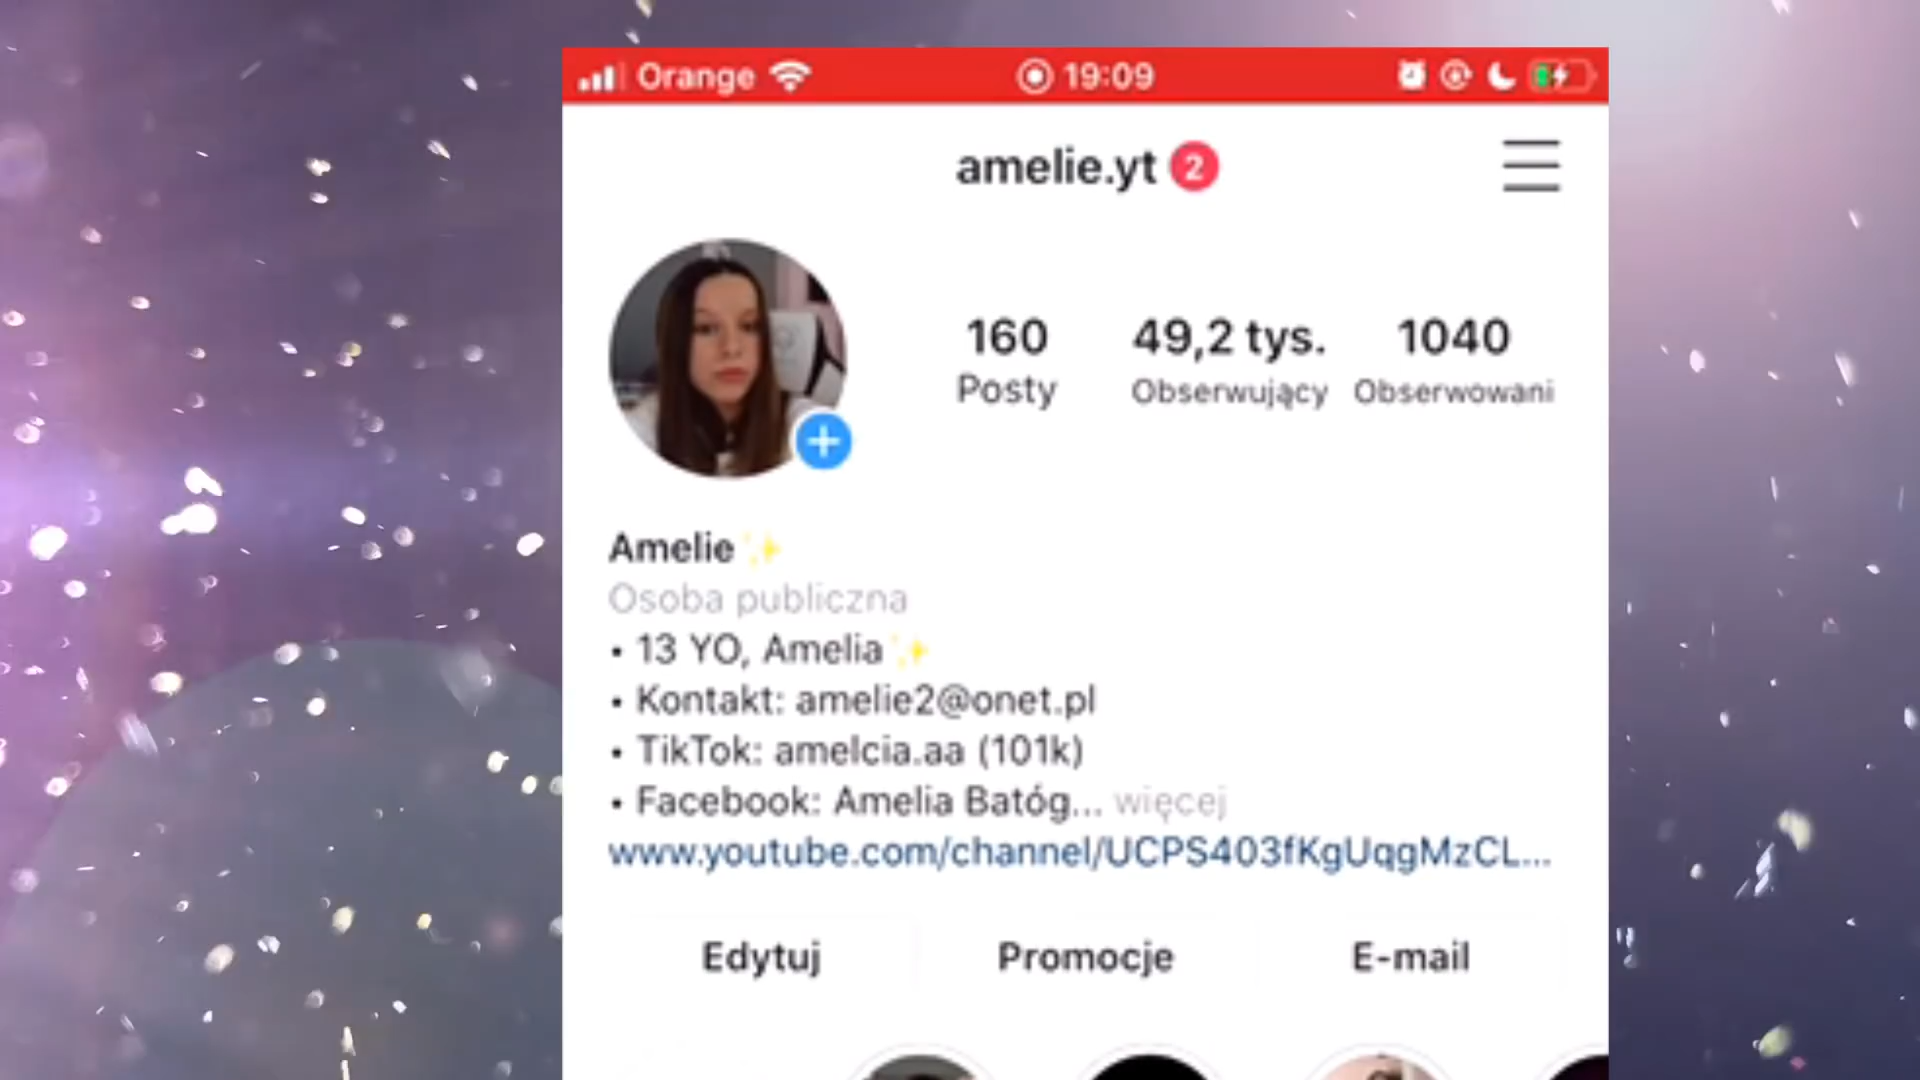 Orange 19:09
amelie.yt 2
160 49,2 tys. 1040
Posty Obserwujący Obserwowani
Amelie✨
Osoba publiczna
• 13 YO, Amelia✨
• Kontakt: amelie2@onet.pl
• TikTok: amelcia.aa (101k)
• Facebook: Amelia Batóg... więcej
www.youtube.com/channel/UCPS403fKgUqgMzCL...
Edytuj Promocje E-mail